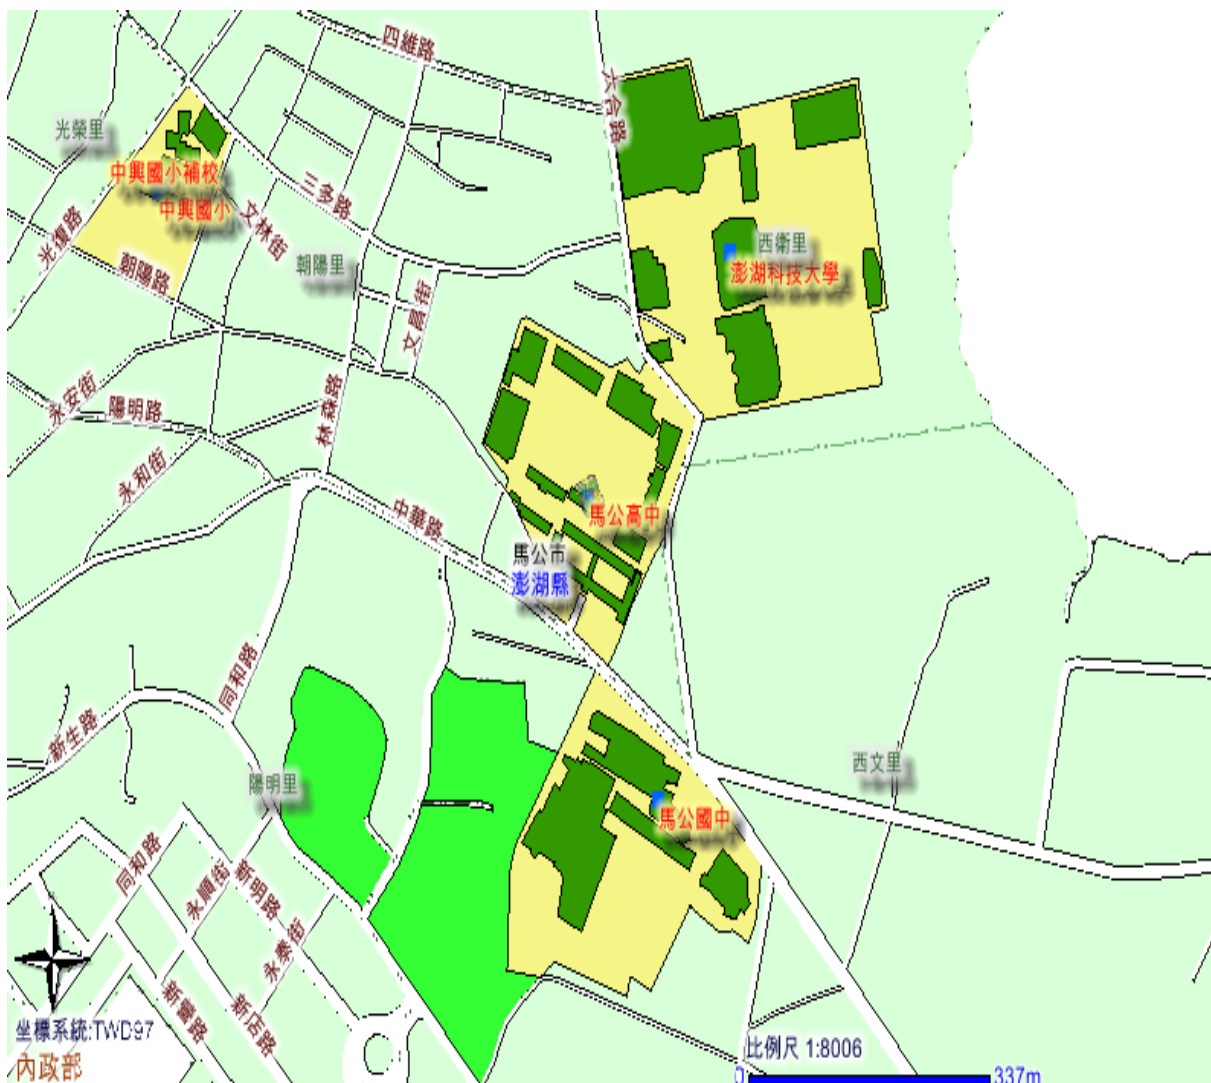 四維路
六合路
光榮里
中興國小補校
中興國小
三多路
文林街
光復路
朝陽路
朝陽里
西衛里
澎湖科技大學
文昌街
永安街
陽明路
林森路
永和街
中華路
馬公高中
馬公市
澎湖縣
同和路
新生路
陽明里
西文里
馬公國中
同和路
永順街
新明路
永泰街
新店路
坐標系統:TWD97
內政部
比例尺 1:8006
0
337m